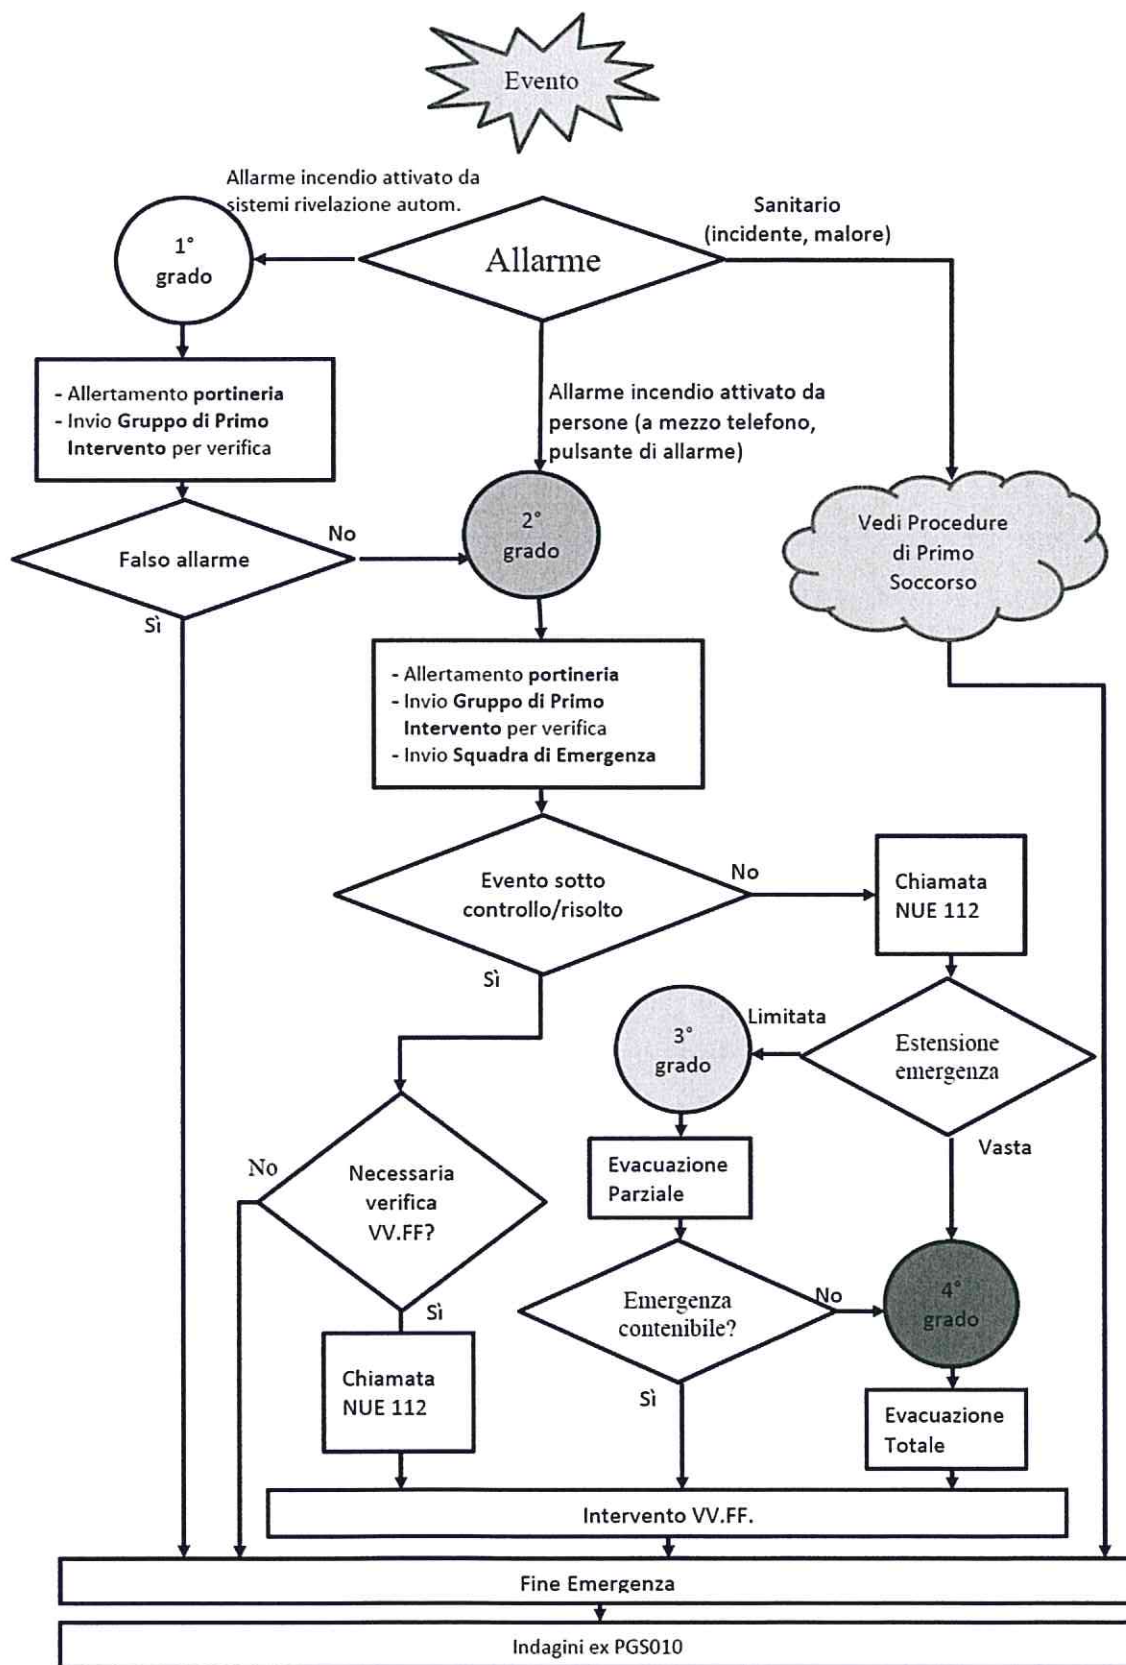 Evento
Allarme incendio attivato da
sistemi rivelazione autom.
Sanitario
(incidente, malore)
1°
grado
Allarme
- Allertamento portineria
- Invio Gruppo di Primo
Intervento per verifica
Allarme incendio attivato da
persone (a mezzo telefono,
pulsante di allarme)
Falso allarme
No
Sì
2°
grado
Vedi Procedure
di Primo
Soccorso
- Allertamento portineria
- Invio Gruppo di Primo
Intervento per verifica
- Invio Squadra di Emergenza
Evento sotto
controllo/risolto
No
Sì
Chiamata
NUE 112
3°
grado
Limitata
Estensione
emergenza
Vasta
No
Necessaria
verifica
VV.FF?
Sì
Evacuazione
Parziale
Emergenza
contenibile?
No
Sì
4°
grado
Chiamata
NUE 112
Evacuazione
Totale
Intervento VV.FF.
Fine Emergenza
Indagini ex PGS010